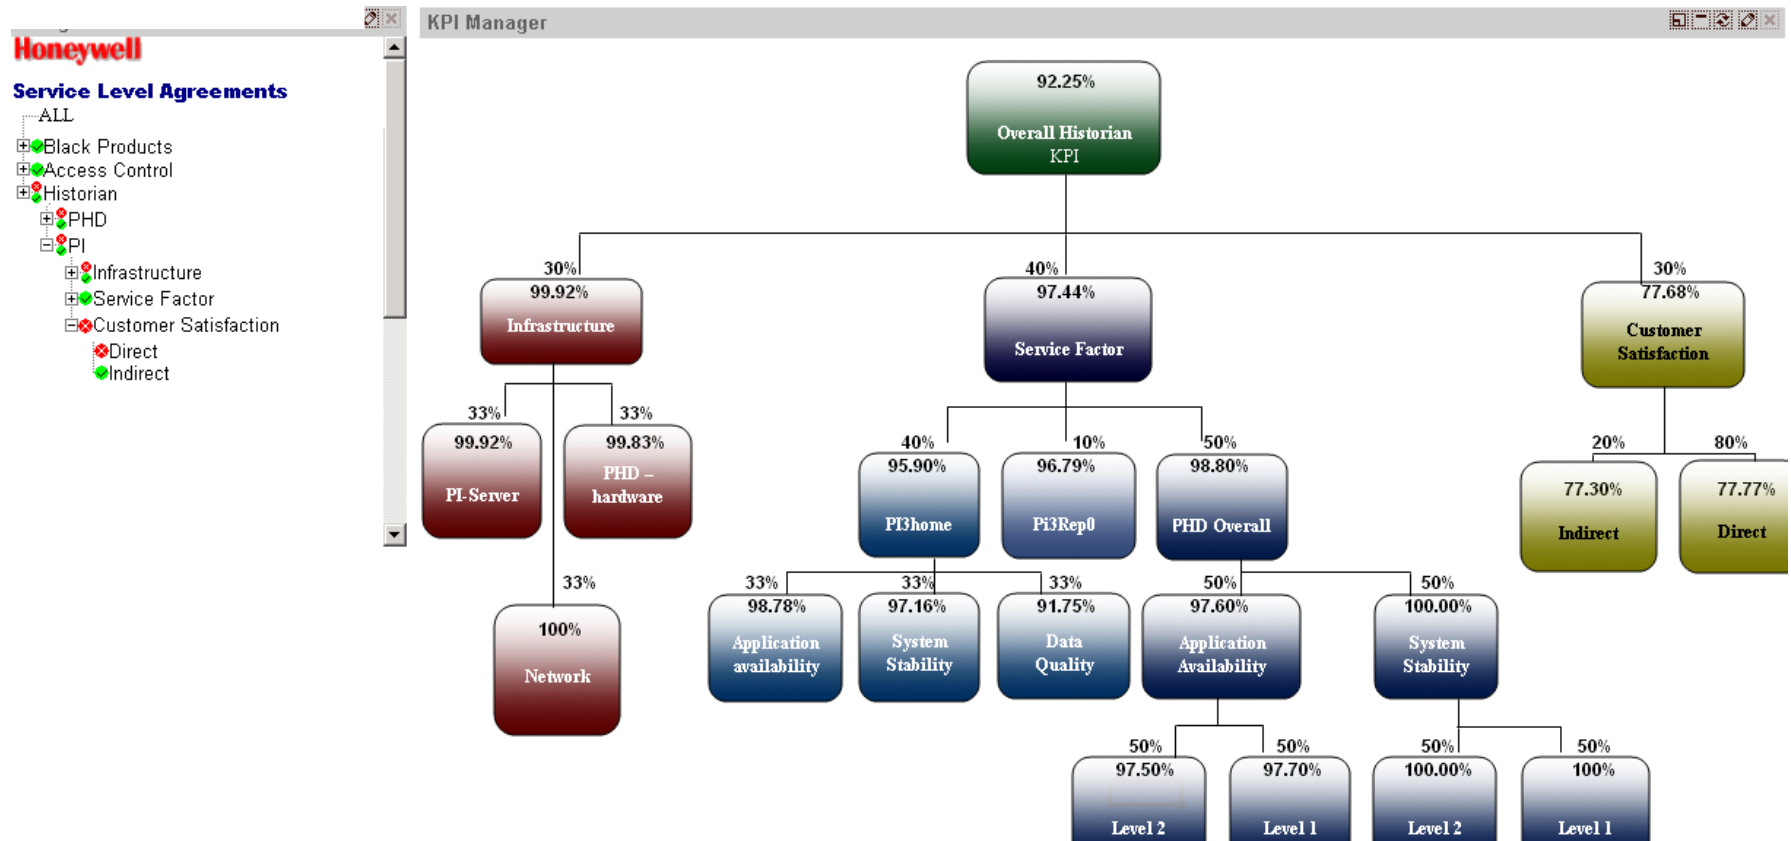 KPI Manager
Honeywell
Service Level Agreements
ALL
Black Products
Access Control
Historian
PHD
PI
Infrastructure
Service Factor
Customer Satisfaction
Direct
Indirect
92.25%
Overall Historian
KPI
30%
99.92%
Infrastructure
40%
97.44%
Service Factor
30%
77.68%
Customer
Satisfaction
33%
99.92%
PI-Server
33%
99.83%
PHD –
hardware
33%
100%
Network
40%
95.90%
PI3home
10%
96.79%
Pi3Rep0
50%
98.80%
PHD Overall
20%
77.30%
Indirect
80%
77.77%
Direct
33%
98.78%
Application
availability
33%
97.16%
System
Stability
33%
91.75%
Data
Quality
50%
97.60%
Application
Availability
50%
100.00%
System
Stability
50%
97.50%
Level 2
50%
97.70%
Level 1
50%
100.00%
Level 2
50%
100%
Level 1